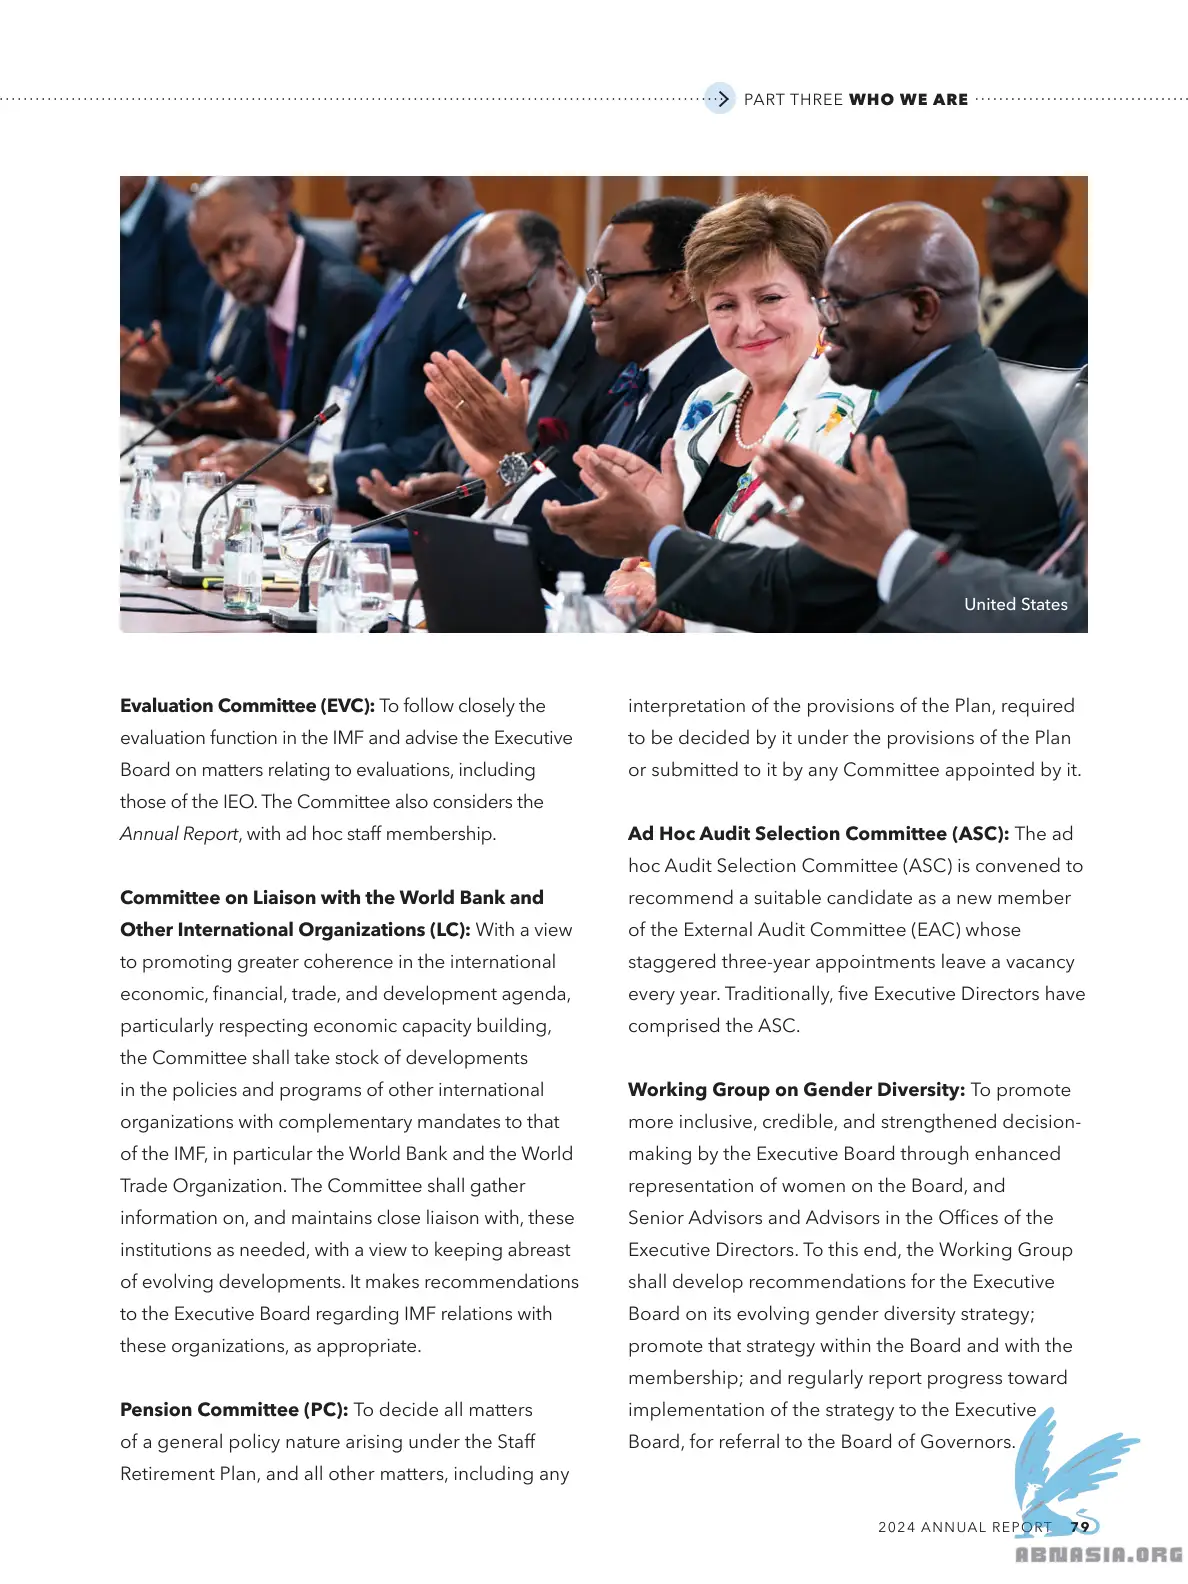 PART THREE WHO WE ARE
United States
Evaluation Committee (EVC): To follow closely the
evaluation function in the IMF and advise the Executive
Board on matters relating to evaluations, including
those of the IEO. The Committee also considers the
Annual Report, with ad hoc staff membership.
Committee on Liaison with the World Bank and
Other International Organizations (LC): With a view
to promoting greater coherence in the international
economic, financial, trade, and development agenda,
particularly respecting economic capacity building,
the Committee shall take stock of developments
in the policies and programs of other international
organizations with complementary mandates to that
of the IMF, in particular the World Bank and the World
Trade Organization. The Committee shall gather
information on, and maintains close liaison with, these
institutions as needed, with a view to keeping abreast
of evolving developments. It makes recommendations
to the Executive Board regarding IMF relations with
these organizations, as appropriate.
Pension Committee (PC): To decide all matters
of a general policy nature arising under the Staff
Retirement Plan, and all other matters, including any
interpretation of the provisions of the Plan, required
to be decided by it under the provisions of the Plan
or submitted to it by any Committee appointed by it.
Ad Hoc Audit Selection Committee (ASC): The ad
hoc Audit Selection Committee (ASC) is convened to
recommend a suitable candidate as a new member
of the External Audit Committee (EAC) whose
staggered three-year appointments leave a vacancy
every year. Traditionally, five Executive Directors have
comprised the ASC.
Working Group on Gender Diversity: To promote
more inclusive, credible, and strengthened decision-
making by the Executive Board through enhanced
representation of women on the Board, and
Senior Advisors and Advisors in the Offices of the
Executive Directors. To this end, the Working Group
shall develop recommendations for the Executive
Board on its evolving gender diversity strategy;
promote that strategy within the Board and with the
membership; and regularly report progress toward
implementation of the strategy to the Executive
Board, for referral to the Board of Governors.
2024 ANNUAL REPORT 79
ABNASIA.ORG